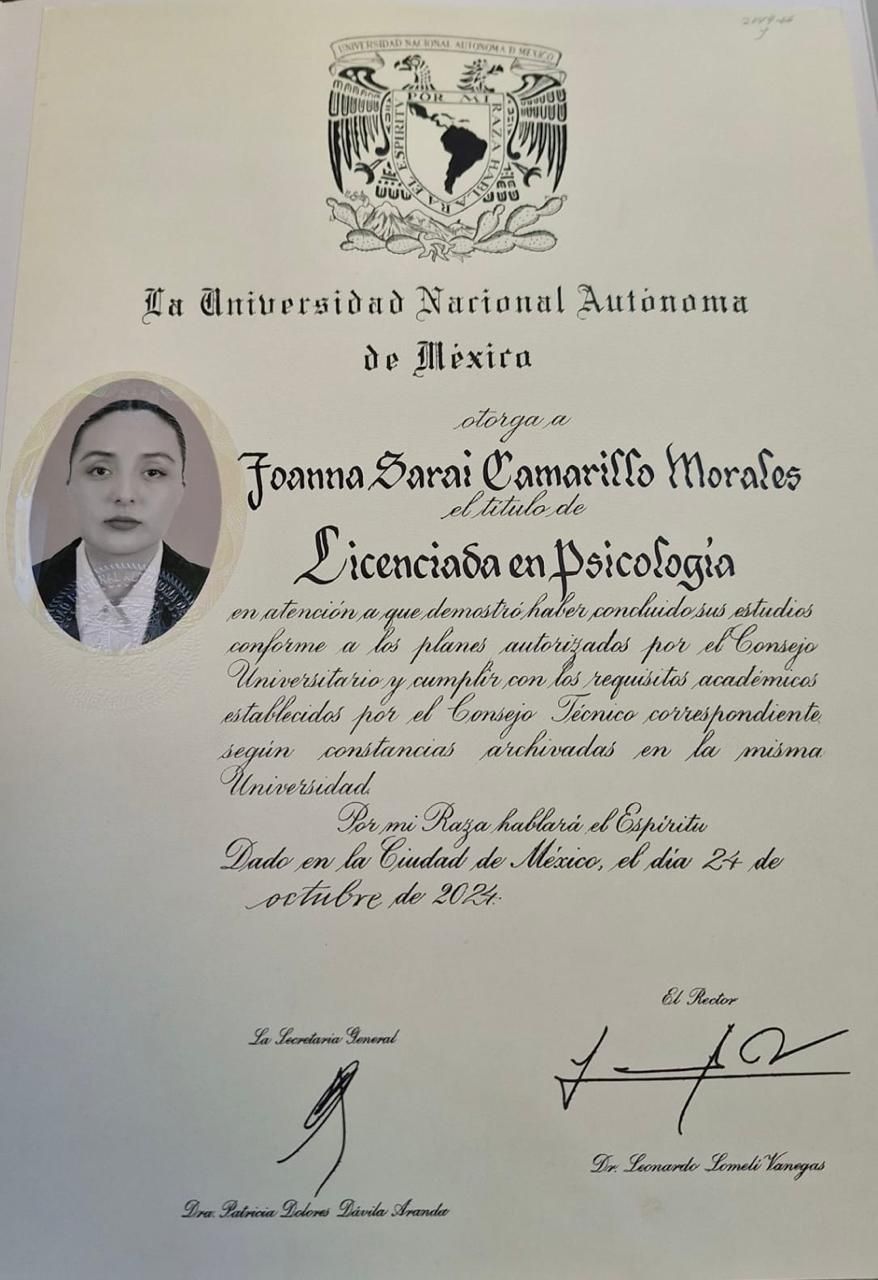 UNIVERSIDAD NACIONAL AUTONOMA D MEXICO
POR MI RAZA HABLARA EL ESPIRITV
La Universidad Nacional Autónoma
de México
otorga a
Joanna Sarai Camarillo Morales
el título de
Licenciada en Psicología
en atención a que demostró haber concluido sus estudios
conforme a los planes autorizados por el Consejo
Universitario y cumplir con los requisitos académicos
establecidos por el Consejo Técnico correspondiente,
según constancias archivadas en la misma
Universidad.
Por mi Raza hablará el Espíritu
Dado en la Ciudad de México, el día 24 de
octubre de 2024.
El Rector
La Secretaria General
Dr. Leonardo Lomelí Vanegas
Dra. Patricia Dolores Dávila Aranda